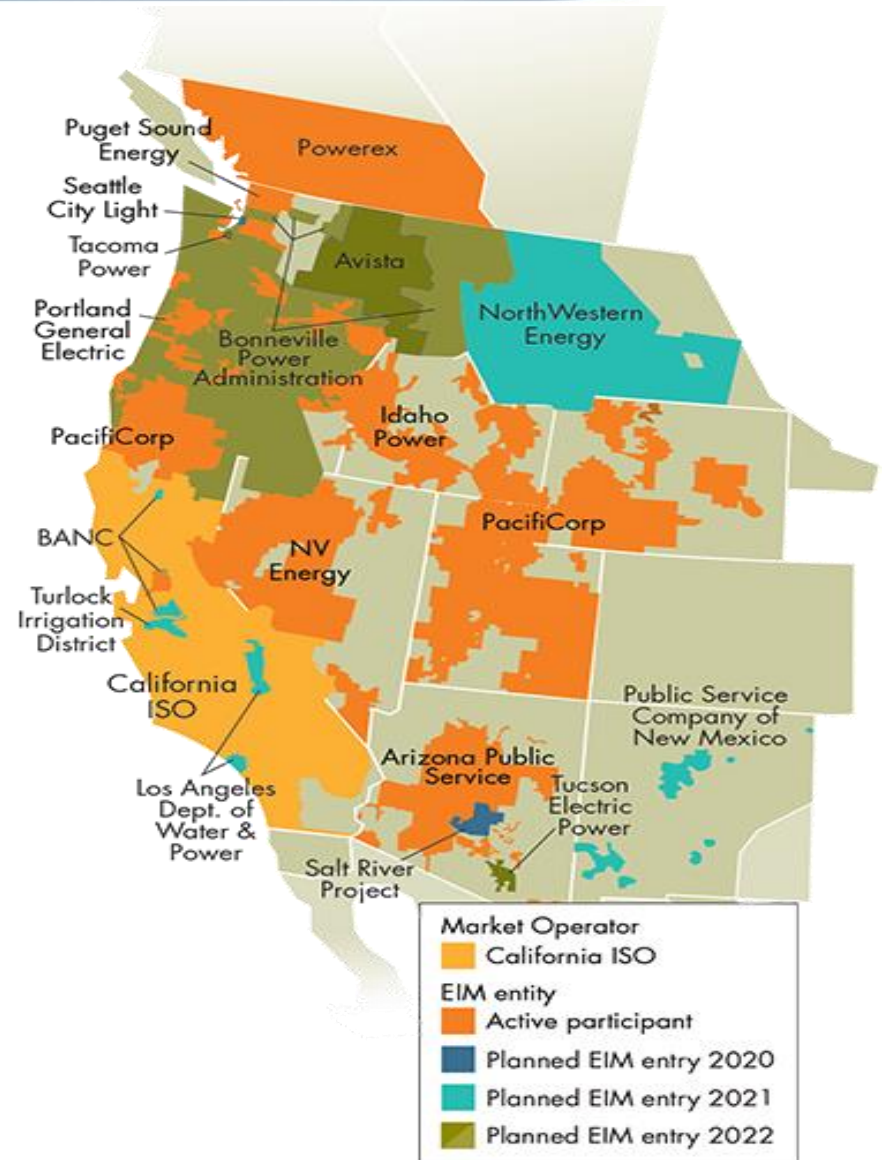 Puget Sound
Energy
Powerex
Seattle
City Light
Tacoma
Power
Avista
Portland
General
Electric
NorthWestern
Energy
Bonneville
Power
Administration
PacifiCorp
Idaho
Power
BANC
NV
Energy
PacifiCorp
Turlock
Irrigation
District
California
ISO
Public Service
Company of
New Mexico
Arizona Public
Service
Los Angeles
Dept. of
Water &
Power
Tucson
Electric
Power
Salt River
Project
Market Operator
California ISO
EIM entity
Active participant
Planned EIM entry 2020
Planned EIM entry 2021
Planned EIM entry 2022